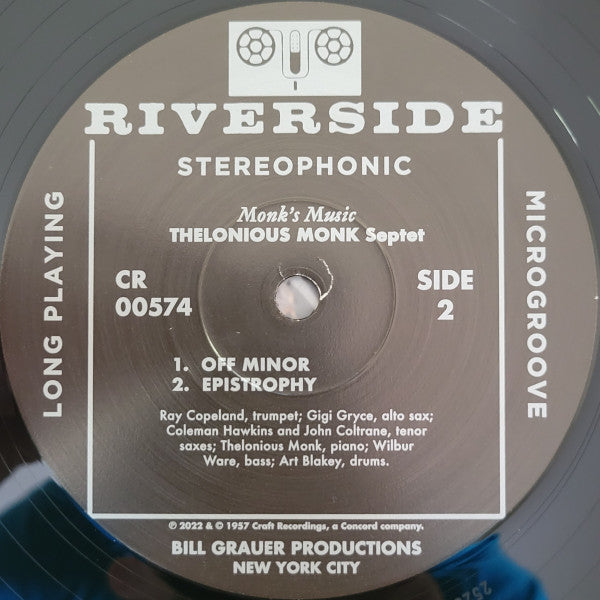 RIVERSIDE
STEREOPHONIC
LONG PLAYING
MICROGROOVE
Monk's Music
THELONIOUS MONK Septet
CR
00574
SIDE
2
1. OFF MINOR
2. EPISTROPHY
Ray Copeland, trumpet; Gigi Gryce, alto sax;
Coleman Hawkins and John Coltrane, tenor
saxes; Thelonious Monk, piano; Wilbur
Ware, bass; Art Blakey, drums.
℗ 2022 & © 1957 Craft Recordings, a Concord company.
BILL GRAUER PRODUCTIONS
NEW YORK CITY